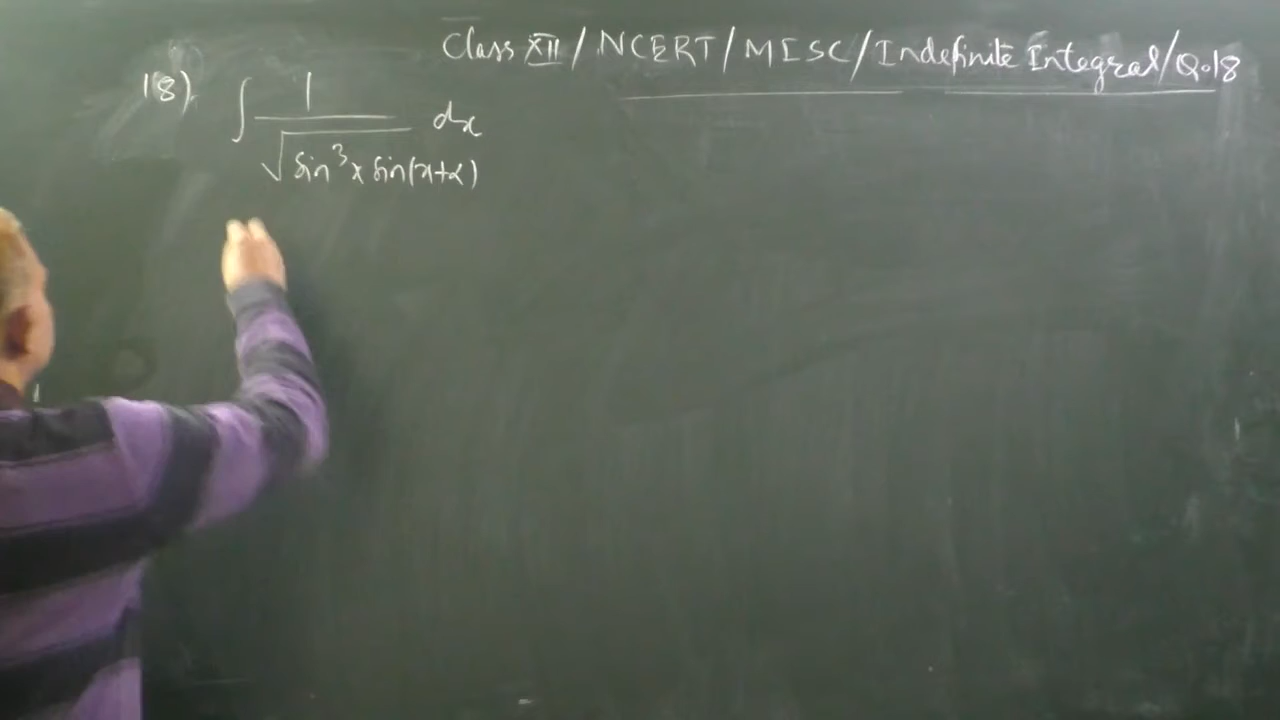 Class XII / NCERT / MISC / Indefinite Integral / Q.18
18) ∫ 1 / √(sin³x sin(x+α)) dx